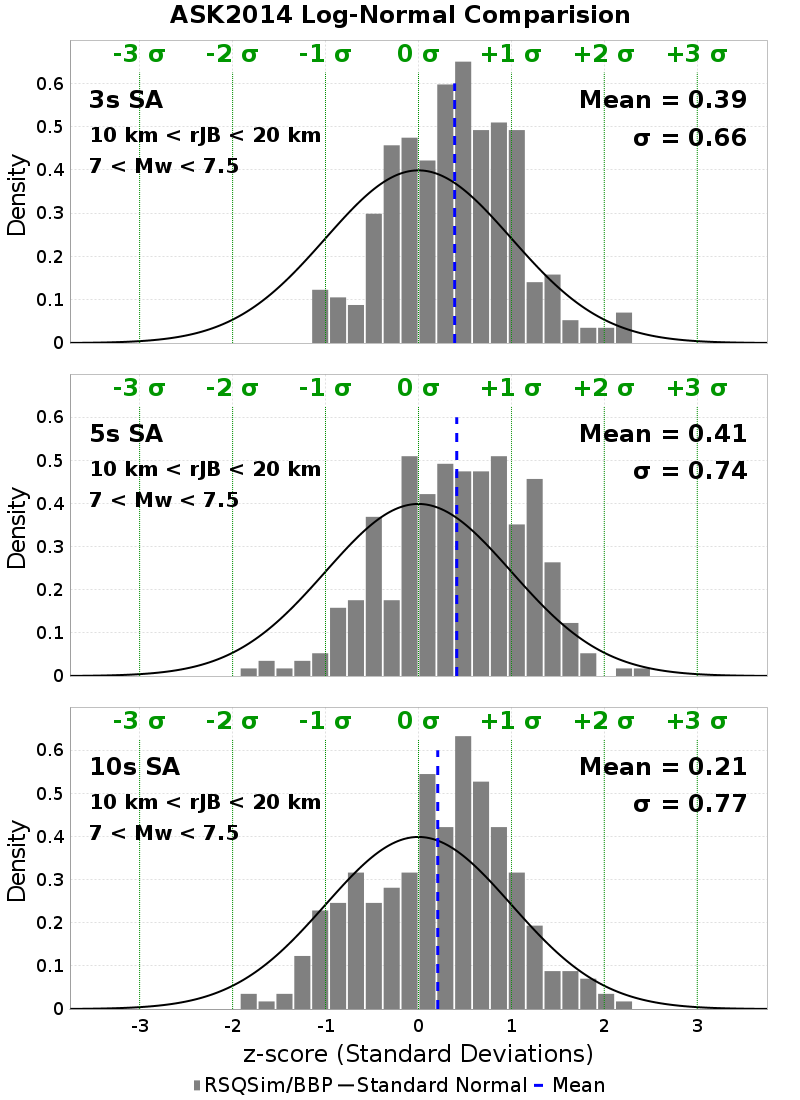 ASK2014 Log-Normal Comparision
-3 σ -2 σ -1 σ 0 σ +1 σ +2 σ +3 σ
3s SA
10 km < rJB < 20 km
7 < Mw < 7.5
Mean = 0.39
σ = 0.66
Density
0.6
0.5
0.4
0.3
0.2
0.1
0
-3 σ -2 σ -1 σ 0 σ +1 σ +2 σ +3 σ
5s SA
10 km < rJB < 20 km
7 < Mw < 7.5
Mean = 0.41
σ = 0.74
Density
0.6
0.5
0.4
0.3
0.2
0.1
0
-3 σ -2 σ -1 σ 0 σ +1 σ +2 σ +3 σ
10s SA
10 km < rJB < 20 km
7 < Mw < 7.5
Mean = 0.21
σ = 0.77
Density
0.6
0.5
0.4
0.3
0.2
0.1
0
-3 -2 -1 0 1 2 3
z-score (Standard Deviations)
RSQSim/BBP Standard Normal Mean